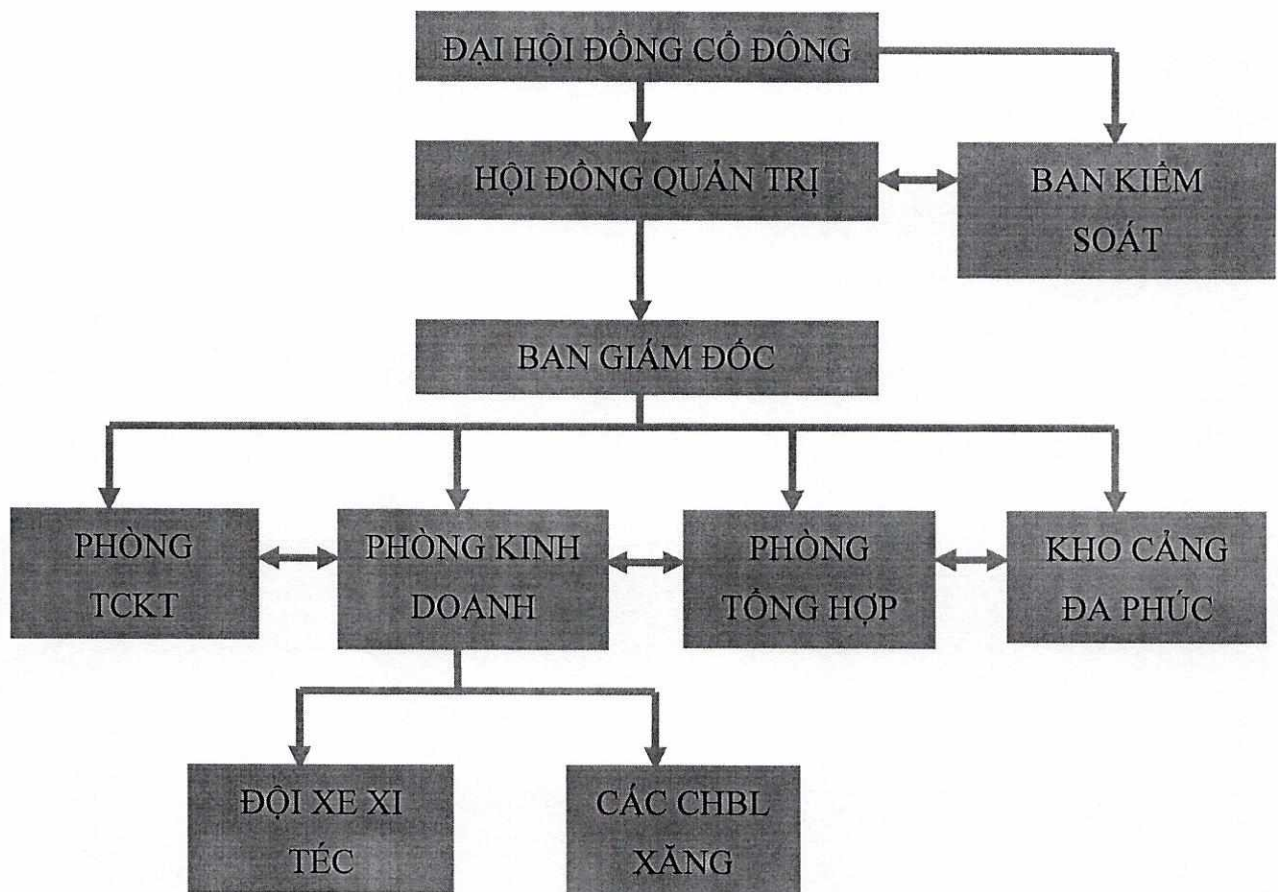 ĐẠI HỘI ĐỒNG CỔ ĐÔNG
HỘI ĐỒNG QUẢN TRỊ
BAN KIỂM
SOÁT
BAN GIÁM ĐỐC
PHÒNG
TCKT
PHÒNG KINH
DOANH
PHÒNG
TỔNG HỢP
KHO CẢNG
ĐA PHÚC
ĐỘI XE XI
TÉC
CÁC CHBL
XĂNG